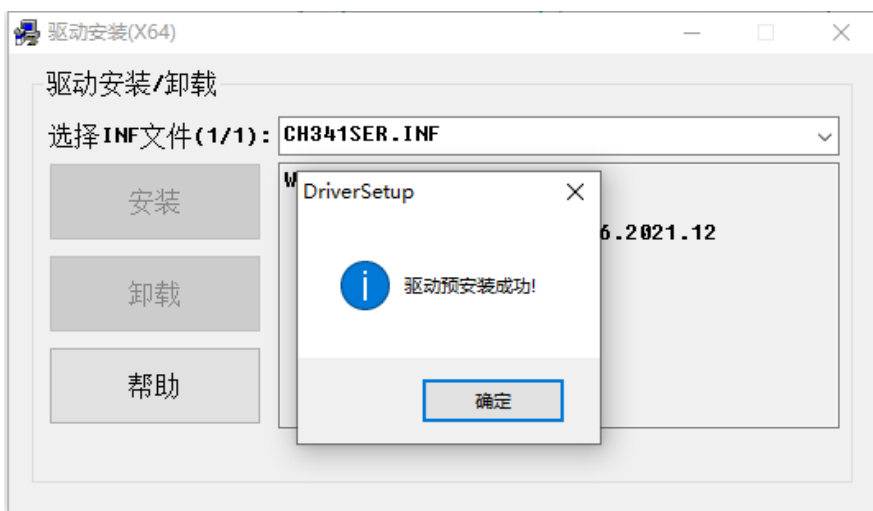 驱动安装(X64)
驱动安装/卸载
选择INF文件(1/1):
CH341SER.INF
安装
卸载
帮助
W
6.2021.12
DriverSetup
驱动预安装成功!
确定